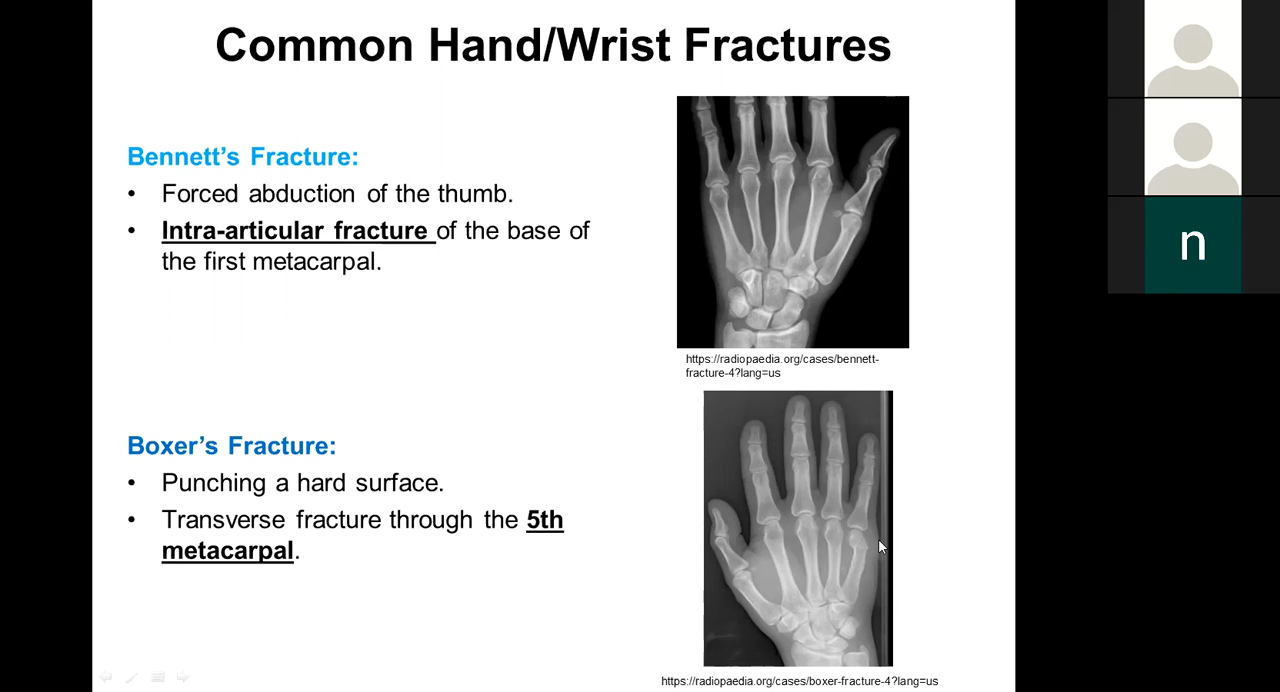 Common Hand/Wrist Fractures
Bennett’s Fracture:
• Forced abduction of the thumb.
• Intra-articular fracture of the base of
the first metacarpal.
https://radiopaedia.org/cases/bennett-
fracture-4?lang=us
Boxer’s Fracture:
• Punching a hard surface.
• Transverse fracture through the 5th
metacarpal.
https://radiopaedia.org/cases/boxer-fracture-4?lang=us
n